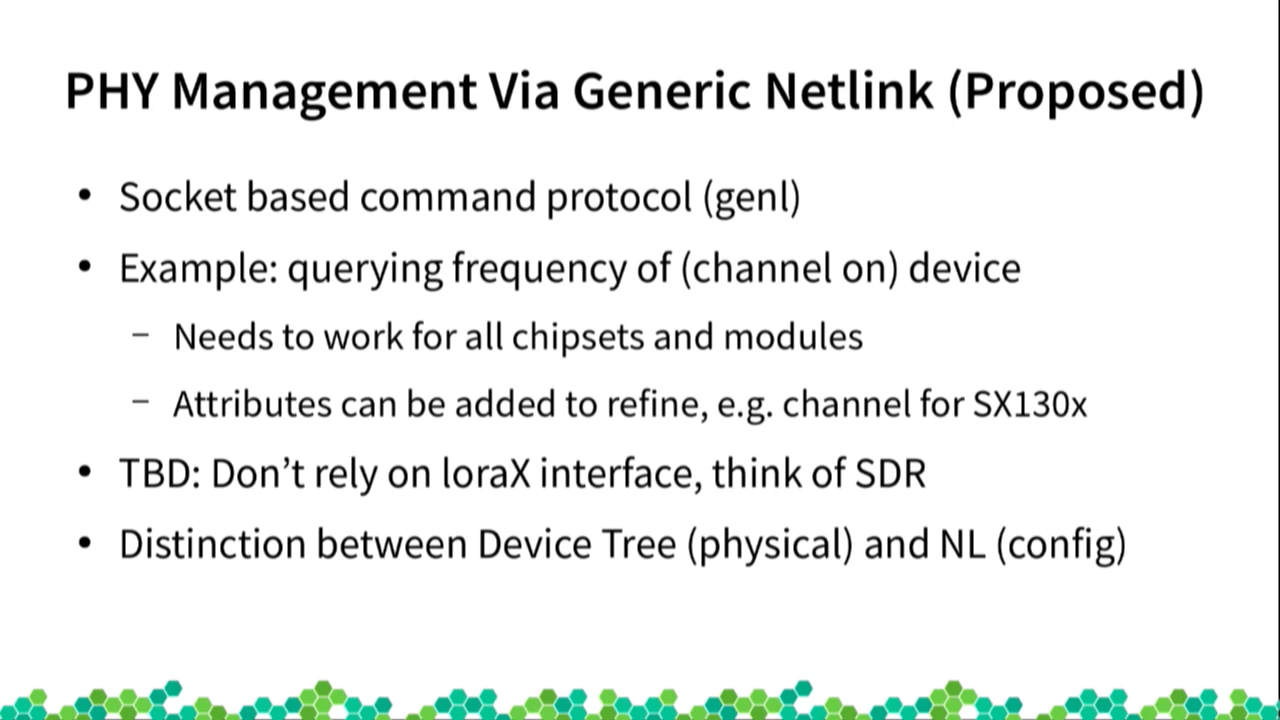 PHY Management Via Generic Netlink (Proposed)
• Socket based command protocol (genl)
• Example: querying frequency of (channel on) device
– Needs to work for all chipsets and modules
– Attributes can be added to refine, e.g. channel for SX130x
• TBD: Don’t rely on loraX interface, think of SDR
• Distinction between Device Tree (physical) and NL (config)